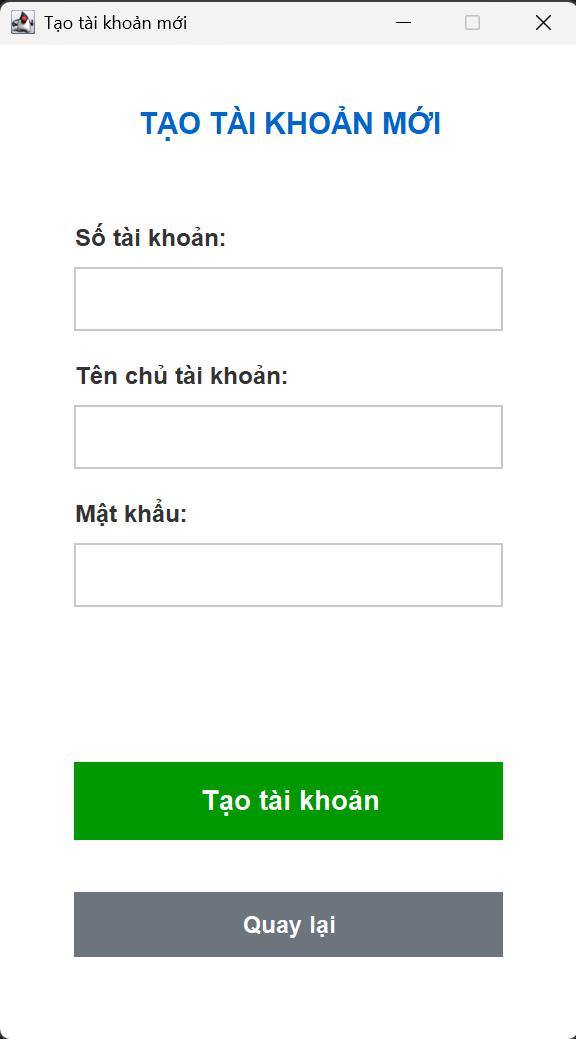 Tạo tài khoản mới
TẠO TÀI KHOẢN MỚI
Số tài khoản:
Tên chủ tài khoản:
Mật khẩu:
Tạo tài khoản
Quay lại